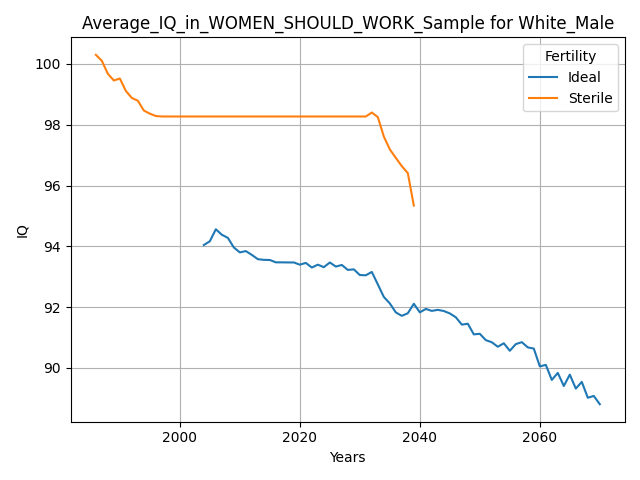 Average_IQ_in_WOMEN_SHOULD_WORK_Sample for White_Male
Fertility
Ideal
Sterile
IQ
100
98
96
94
92
90
2000
2020
2040
2060
Years